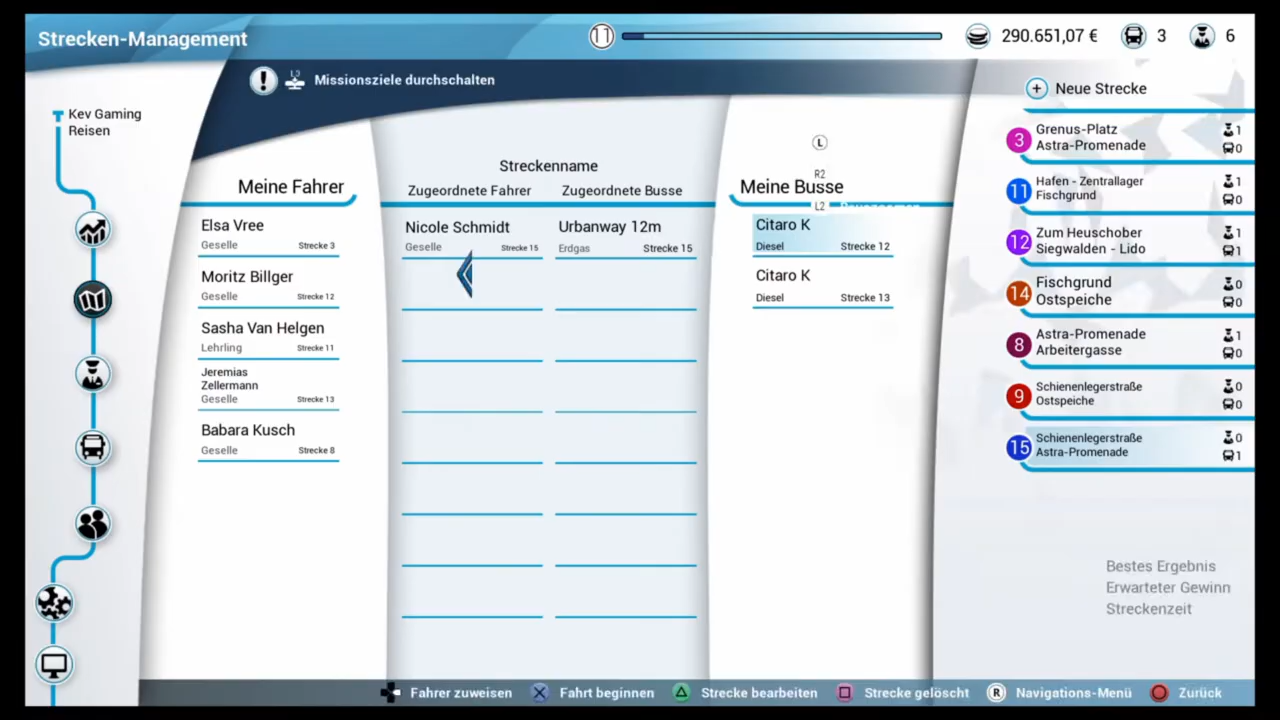 Strecken-Management
11
290.651,07 €
3
6
L3
Missionsziele durchschalten
Kev Gaming
Reisen
Meine Fahrer
Elsa Vree
Geselle Strecke 3
Moritz Billger
Geselle Strecke 12
Sasha Van Helgen
Lehrling Strecke 11
Jeremias
Zellermann
Geselle Strecke 13
Babara Kusch
Geselle Strecke 8
Streckenname
Zugeordnete Fahrer Zugeordnete Busse
Nicole Schmidt Urbanway 12m
Geselle Strecke 15 Erdgas Strecke 15
L
R2
Meine Busse
L2
Citaro K
Diesel Strecke 12
Citaro K
Diesel Strecke 13
+ Neue Strecke
3 Grenus-Platz 1
Astra-Promenade 0
11 Hafen - Zentrallager 1
Fischgrund 0
12 Zum Heuschober 1
Siegwalden - Lido 1
14 Fischgrund 0
Ostspeiche 0
8 Astra-Promenade 1
Arbeitergasse 0
9 Schienenlegerstraße 0
Ostspeiche 0
15 Schienenlegerstraße 0
Astra-Promenade 1
Bestes Ergebnis
Erwarteter Gewinn
Streckenzeit
Fahrer zuweisen Fahrt beginnen Strecke bearbeiten Strecke gelöscht R Navigations-Menü Zurück